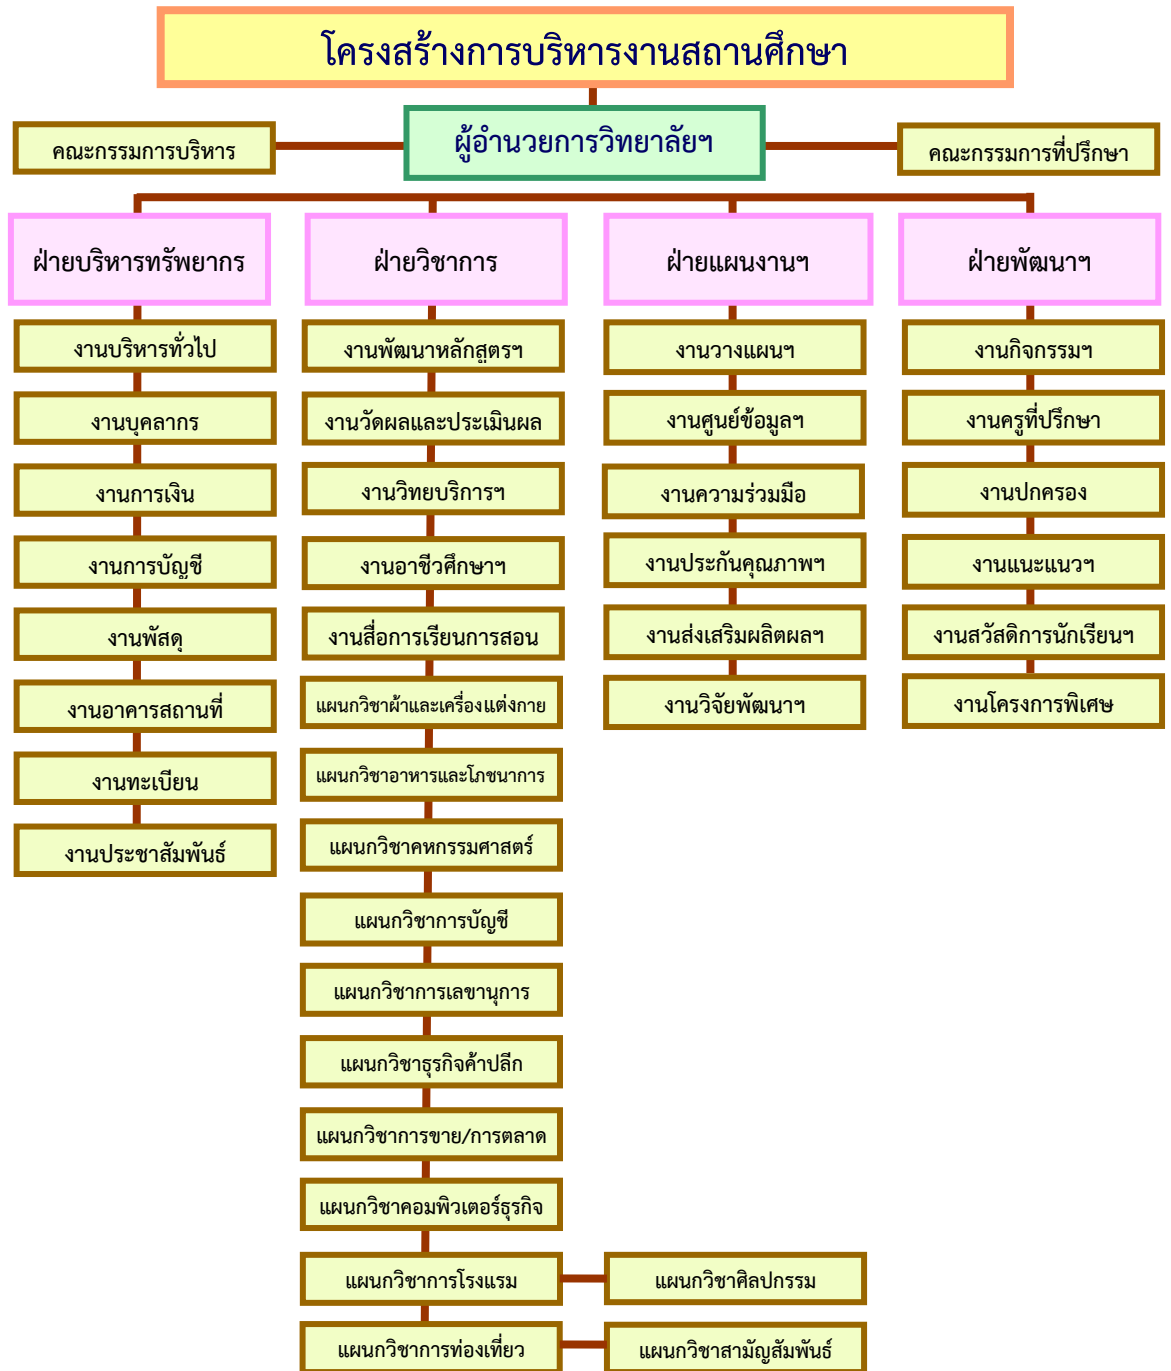 โครงสร้างการบริหารงานสถานศึกษา
ผู้อำนวยการวิทยาลัยฯ
คณะกรรมการบริหาร
คณะกรรมการที่ปรึกษา
ฝ่ายบริหารทรัพยากร
งานบริหารทั่วไป
งานบุคลากร
งานการเงิน
งานการบัญชี
งานพัสดุ
งานอาคารสถานที่
งานทะเบียน
งานประชาสัมพันธ์
ฝ่ายวิชาการ
งานพัฒนาหลักสูตรฯ
งานวัดผลและประเมินผล
งานวิทยบริการฯ
งานอาชีวศึกษาฯ
งานสื่อการเรียนการสอน
แผนกวิชาผ้าและเครื่องแต่งกาย
แผนกวิชาอาหารและโภชนาการ
แผนกวิชาคหกรรมศาสตร์
แผนกวิชาการบัญชี
แผนกวิชาการเลขานุการ
แผนกวิชาธุรกิจค้าปลีก
แผนกวิชาการขาย/การตลาด
แผนกวิชาคอมพิวเตอร์ธุรกิจ
แผนกวิชาการโรงแรม
แผนกวิชาศิลปกรรม
แผนกวิชาการท่องเที่ยว
แผนกวิชาสามัญสัมพันธ์
ฝ่ายแผนงานฯ
งานวางแผนฯ
งานศูนย์ข้อมูลฯ
งานความร่วมมือ
งานประกันคุณภาพฯ
งานส่งเสริมผลิตผลฯ
งานวิจัยพัฒนาฯ
ฝ่ายพัฒนาฯ
งานกิจกรรมฯ
งานครูที่ปรึกษา
งานปกครอง
งานแนะแนวฯ
งานสวัสดิการนักเรียนฯ
งานโครงการพิเศษ